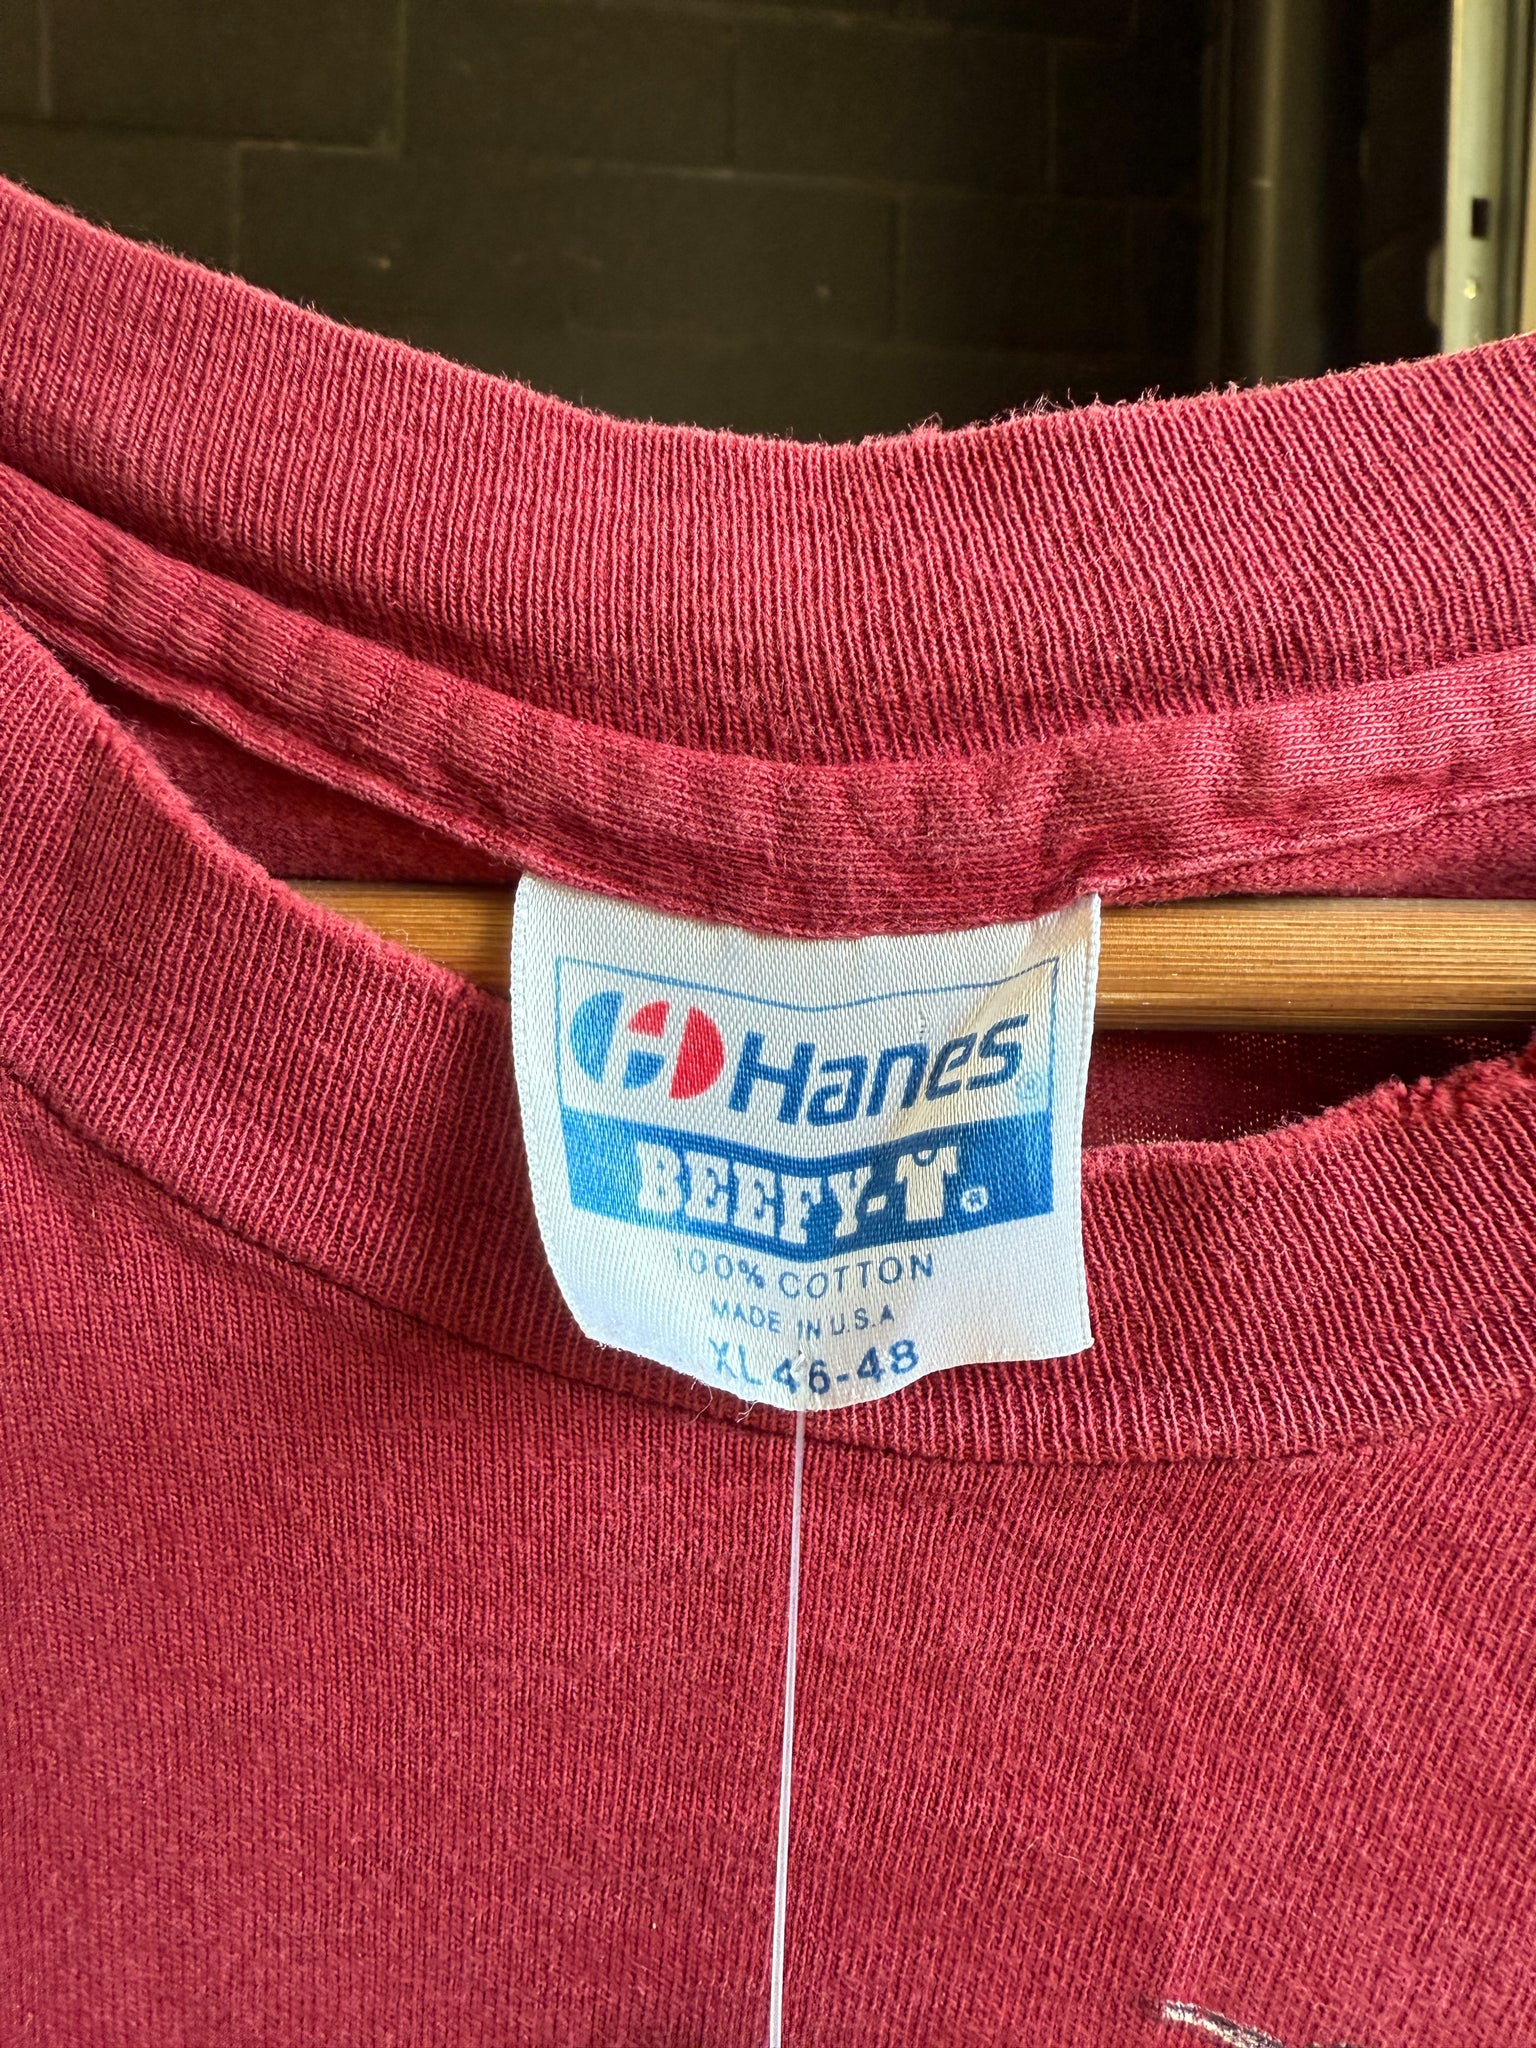 Hanes®
BEEFY-T®
100% COTTON
MADE IN U.S.A
XL 46-48